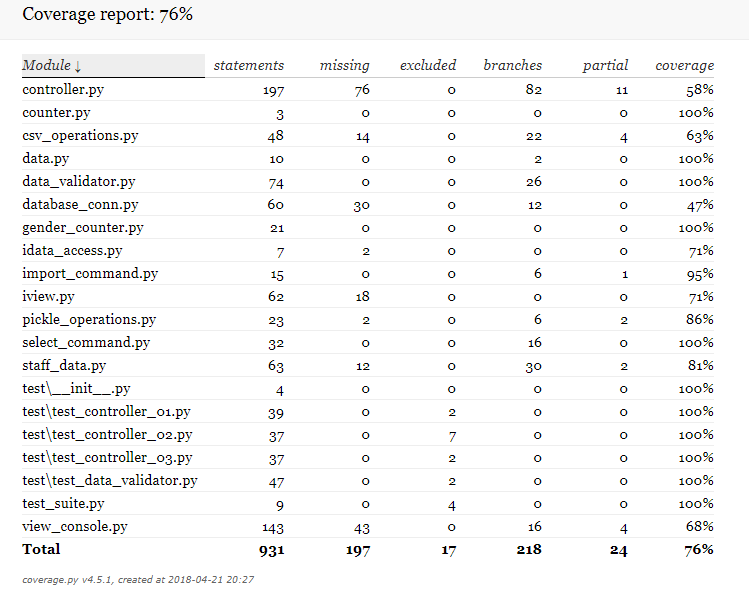 Coverage report: 76%
Module ↓ statements missing excluded branches partial coverage
controller.py 197 76 0 82 11 58%
counter.py 3 0 0 0 0 100%
csv_operations.py 48 14 0 22 4 63%
data.py 10 0 0 2 0 100%
data_validator.py 74 0 0 26 0 100%
database_conn.py 60 30 0 12 0 47%
gender_counter.py 21 0 0 0 0 100%
idata_access.py 7 2 0 0 0 71%
import_command.py 15 0 0 6 1 95%
iview.py 62 18 0 0 0 71%
pickle_operations.py 23 2 0 6 2 86%
select_command.py 32 0 0 16 0 100%
staff_data.py 63 12 0 30 2 81%
test\__init__.py 4 0 0 0 0 100%
test\test_controller_01.py 39 0 2 0 0 100%
test\test_controller_02.py 37 0 7 0 0 100%
test\test_controller_03.py 37 0 2 0 0 100%
test\test_data_validator.py 47 0 2 0 0 100%
test_suite.py 9 0 4 0 0 100%
view_console.py 143 43 0 16 4 68%
Total 931 197 17 218 24 76%
coverage.py v4.5.1, created at 2018-04-21 20:27